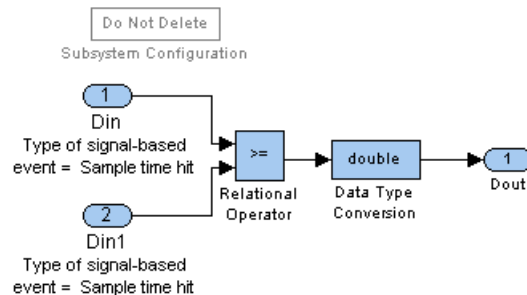 Do Not Delete
Subsystem Configuration
1
Din
Type of signal-based
event = Sample time hit
>=
Relational
Operator
double
Data Type
Conversion
1
Dout
2
Din1
Type of signal-based
event = Sample time hit